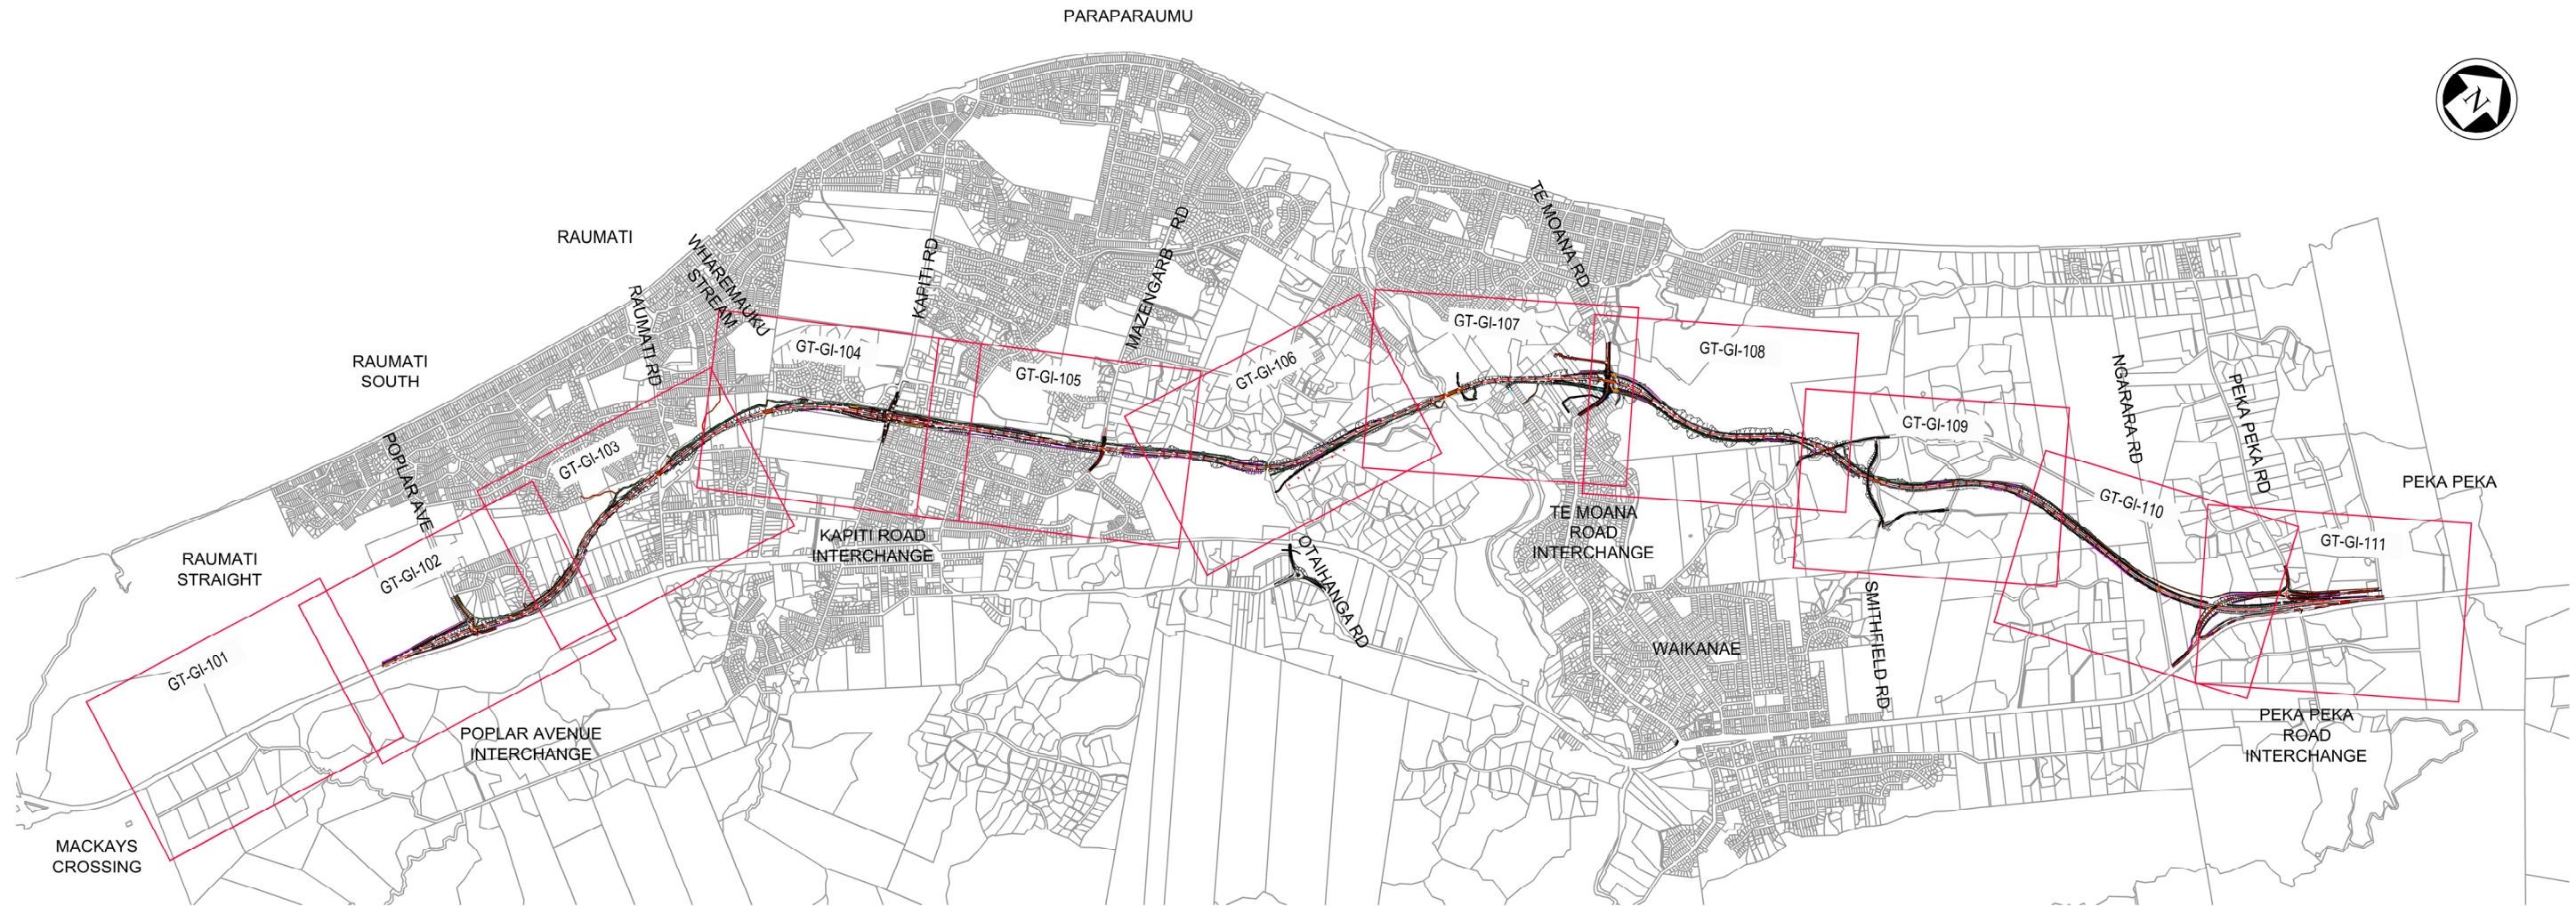 PARAPARAUMU
N
RAUMATI
WHAREMAUKU
STREAM
KAPITI RD
MAZENGARB RD
TE MOANA RD
RAUMATI RD
RAUMATI
SOUTH
POPLAR AVE
RAUMATI
STRAIGHT
GT-GI-101
GT-GI-102
GT-GI-103
GT-GI-104
GT-GI-105
GT-GI-106
GT-GI-107
GT-GI-108
GT-GI-109
GT-GI-110
GT-GI-111
NGARARA RD
PEKA PEKA RD
PEKA PEKA
KAPITI ROAD
INTERCHANGE
OTAIHANGA RD
TE MOANA
ROAD
INTERCHANGE
WAIKANAE
SMITHFIELD RD
POPLAR AVENUE
INTERCHANGE
PEKA PEKA
ROAD
INTERCHANGE
MACKAYS
CROSSING